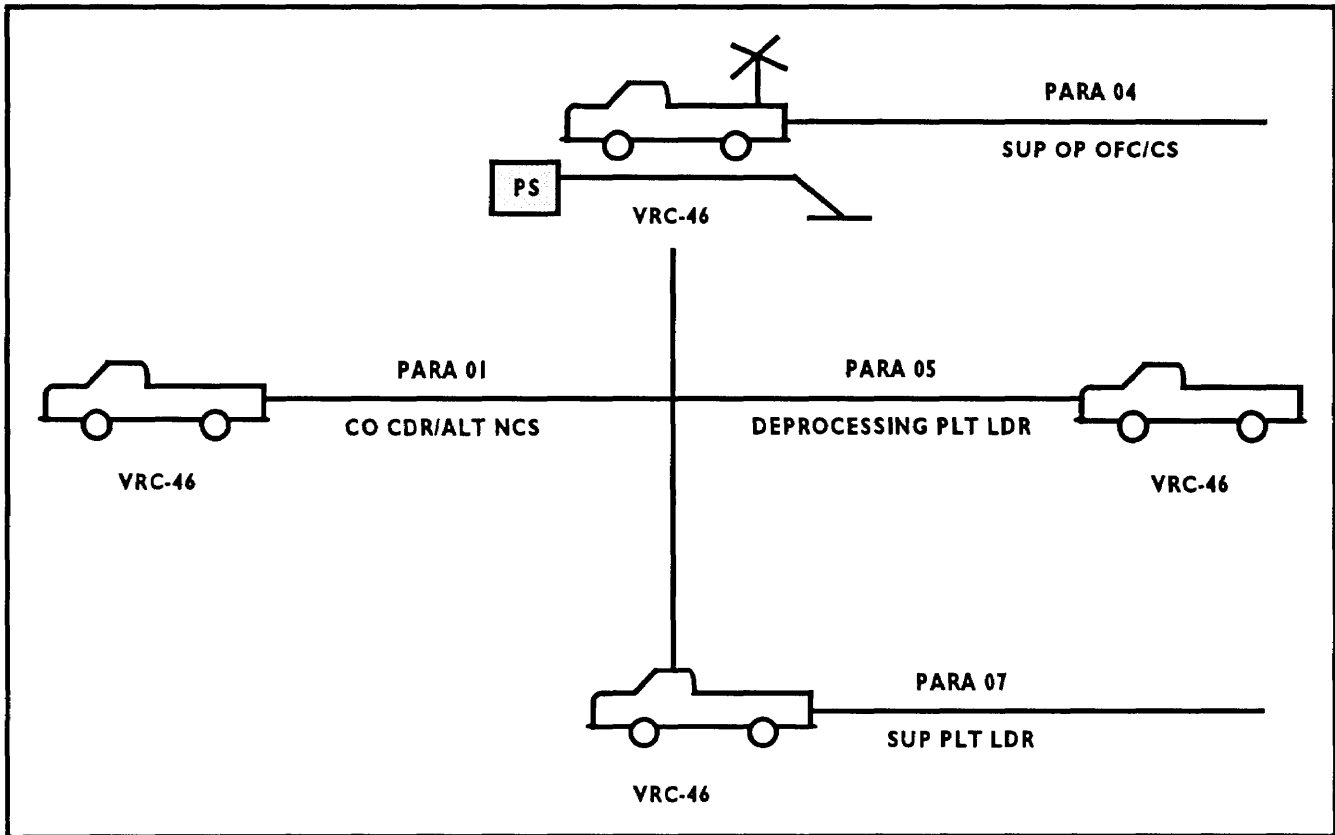 PARA 04
SUP OP OFC/CS
PS
VRC-46
PARA 01
CO CDR/ALT NCS
VRC-46
PARA 05
DEPROCESSING PLT LDR
VRC-46
PARA 07
SUP PLT LDR
VRC-46